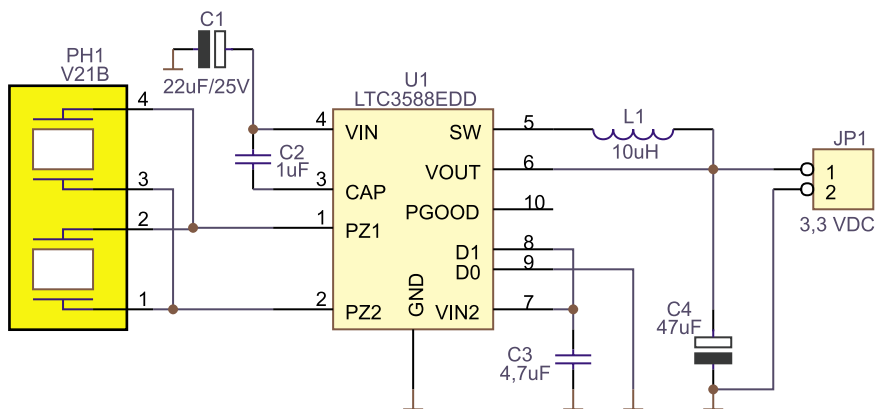 C1
22uF/25V
PH1
V21B
4
3
2
1
U1
LTC3588EDD
4
VIN
C2
1uF
3
CAP
1
PZ1
2
PZ2
GND
SW
5
VOUT
6
PGOOD
10
D1
8
D0
9
VIN2
7
L1
10uH
JP1
1
2
3,3 VDC
C3
4,7uF
C4
47uF